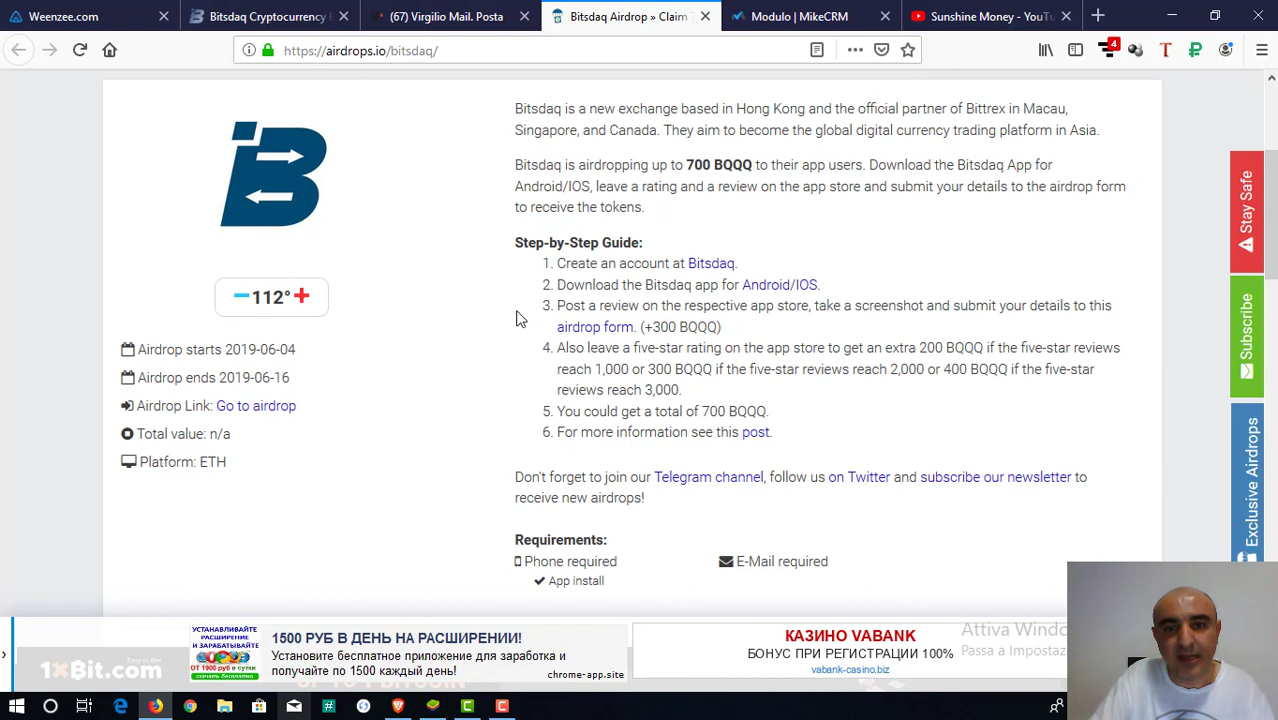 Weenzee.com
Bitsdaq Cryptocurrency E
(67) Virgilio Mail. Posta
Bitsdaq Airdrop » Claim 7
Modulo | MikeCRM
Sunshine Money - YouTu
https://airdrops.io/bitsdaq/
4
Bitsdaq is a new exchange based in Hong Kong and the official partner of Bittrex in Macau,
Singapore, and Canada. They aim to become the global digital currency trading platform in Asia.
Bitsdaq is airdropping up to 700 BQQQ to their app users. Download the Bitsdaq App for
Android/IOS, leave a rating and a review on the app store and submit your details to the airdrop form
to receive the tokens.
Step-by-Step Guide:
1. Create an account at Bitsdaq.
2. Download the Bitsdaq app for Android/IOS.
3. Post a review on the respective app store, take a screenshot and submit your details to this
airdrop form. (+300 BQQQ)
4. Also leave a five-star rating on the app store to get an extra 200 BQQQ if the five-star reviews
reach 1,000 or 300 BQQQ if the five-star reviews reach 2,000 or 400 BQQQ if the five-star
reviews reach 3,000.
5. You could get a total of 700 BQQQ.
6. For more information see this post.
Don't forget to join our Telegram channel, follow us on Twitter and subscribe our newsletter to
receive new airdrops!
Requirements:
Phone required
E-Mail required
App install
B
112°
Airdrop starts 2019-06-04
Airdrop ends 2019-06-16
Airdrop Link: Go to airdrop
Total value: n/a
Platform: ETH
Stay Safe
Subscribe
Exclusive Airdrops
1xBit.com
УСТАНАВЛИВАЙТЕ
РАСШИРЕНИЕ
И ЗАРАБАТЫВАЙТЕ
1500 РУБ В ДЕНЬ НА РАСШИРЕНИИ!
Установите бесплатное приложение для заработка и
получайте по 1500 каждый день!
chrome-app.site
КАЗИНО VABANK
БОНУС ПРИ РЕГИСТРАЦИИ 100%
vabank-casino.biz
Attiva Windo
Passa a Impostaz